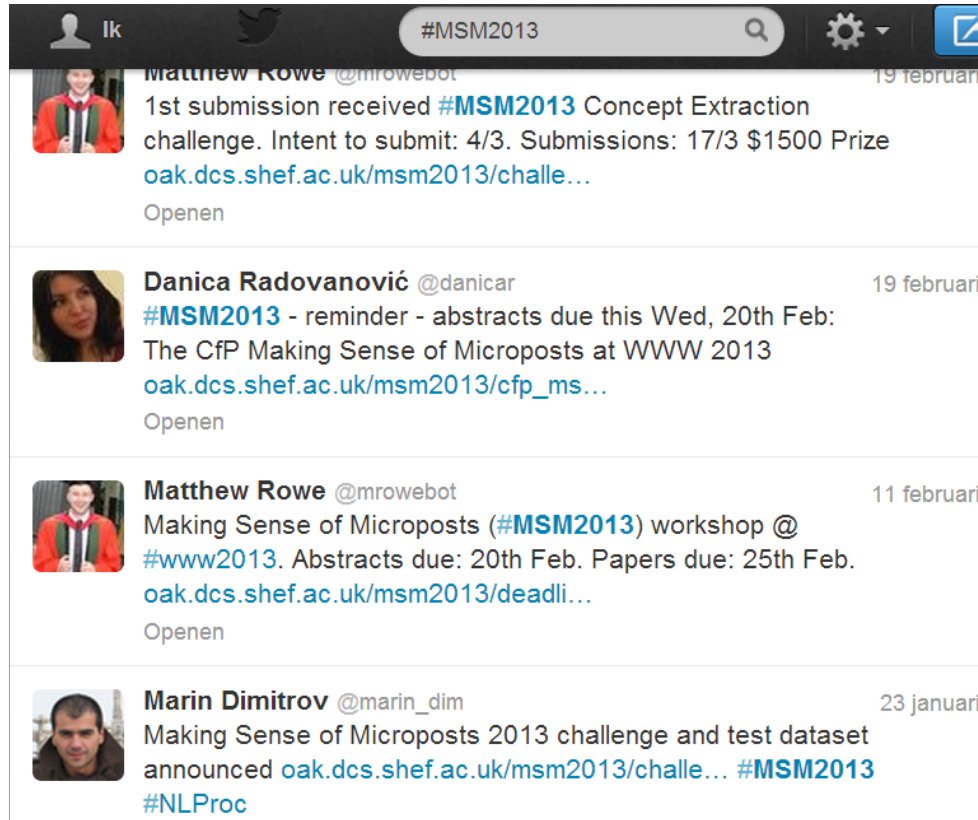 Ik
#MSM2013
Matthew Rowe @mrowebot 19 februari
1st submission received #MSM2013 Concept Extraction
challenge. Intent to submit: 4/3. Submissions: 17/3 $1500 Prize
oak.dcs.shef.ac.uk/msm2013/challe…
Openen
Danica Radovanović @danicar 19 februari
#MSM2013 - reminder - abstracts due this Wed, 20th Feb:
The CfP Making Sense of Microposts at WWW 2013
oak.dcs.shef.ac.uk/msm2013/cfp_ms…
Openen
Matthew Rowe @mrowebot 11 februari
Making Sense of Microposts (#MSM2013) workshop @
#www2013. Abstracts due: 20th Feb. Papers due: 25th Feb.
oak.dcs.shef.ac.uk/msm2013/deadli…
Openen
Marin Dimitrov @marin_dim 23 januari
Making Sense of Microposts 2013 challenge and test dataset
announced oak.dcs.shef.ac.uk/msm2013/challe… #MSM2013
#NLProc